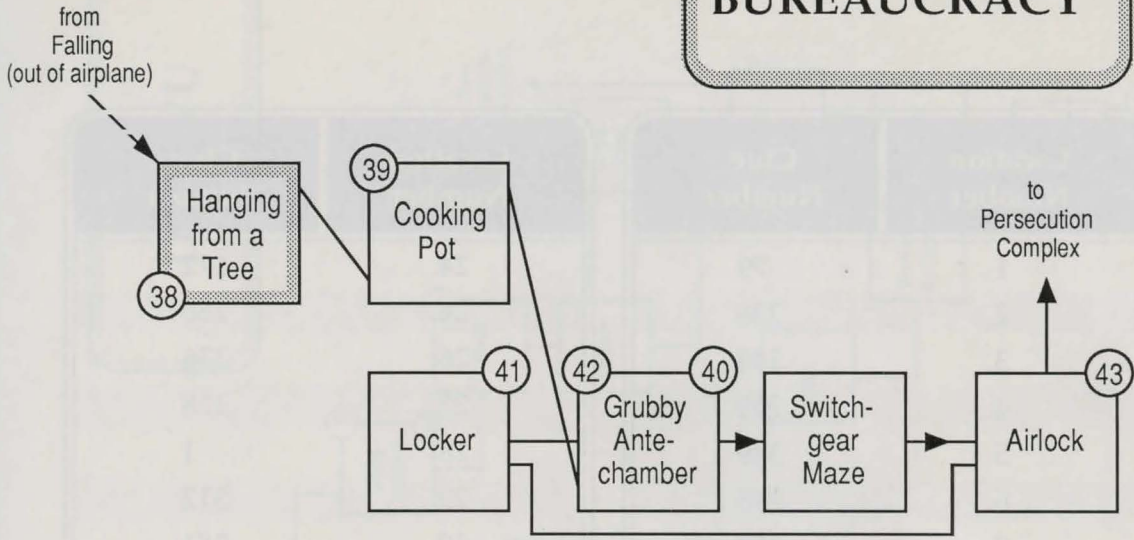 BUREAUCRACY
from
Falling
(out of airplane)
39
Hanging
from a
Tree
Cooking
Pot
to
Persecution
Complex
38
41
42
40
43
Locker
Grubby
Ante-
chamber
Switch-
gear
Maze
Airlock